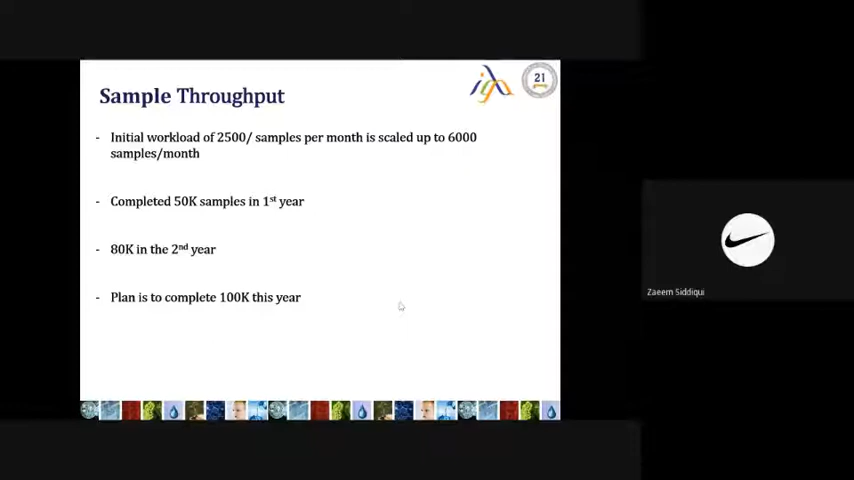 Sample Throughput
21
- Initial workload of 2500/ samples per month is scaled up to 6000
samples/month
- Completed 50K samples in 1st year
- 80K in the 2nd year
- Plan is to complete 100K this year
Zaeem Siddiqui